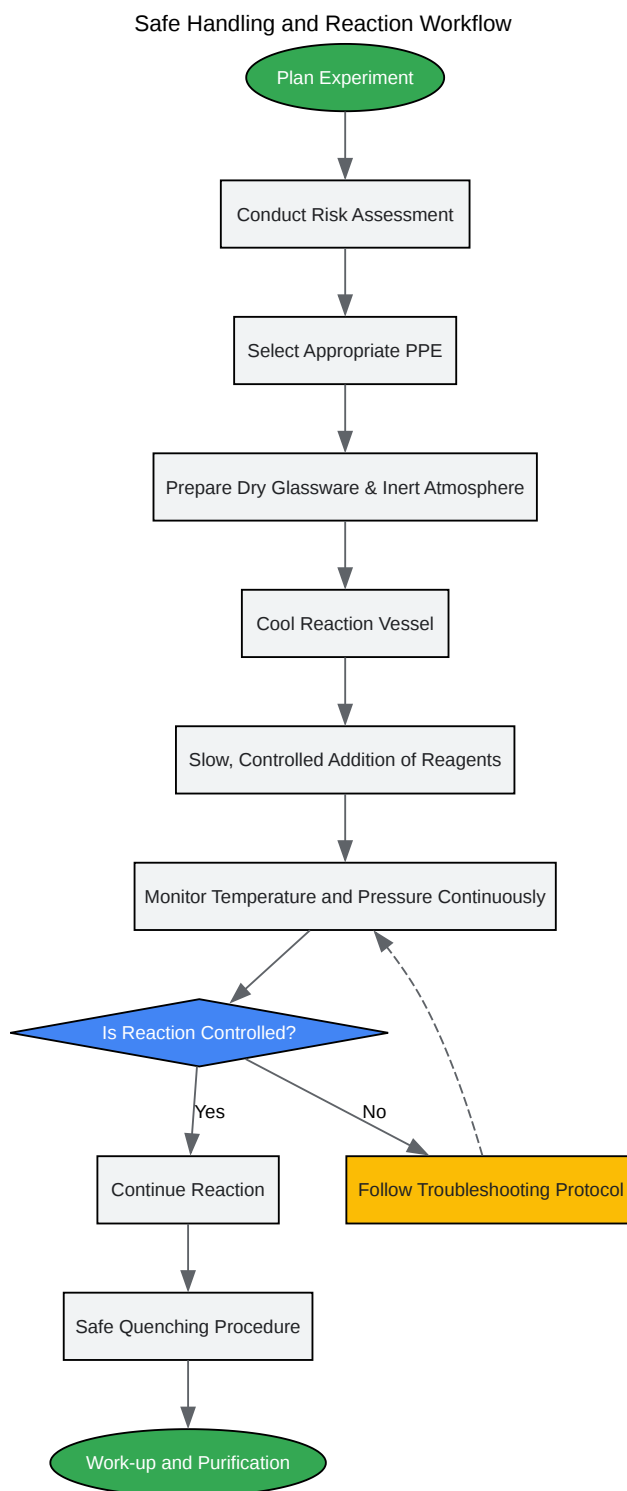 Safe Handling and Reaction Workflow
Plan Experiment
Conduct Risk Assessment
Select Appropriate PPE
Prepare Dry Glassware & Inert Atmosphere
Cool Reaction Vessel
Slow, Controlled Addition of Reagents
Monitor Temperature and Pressure Continuously
Is Reaction Controlled?
Yes
No
Continue Reaction
Follow Troubleshooting Protocol
Safe Quenching Procedure
Work-up and Purification